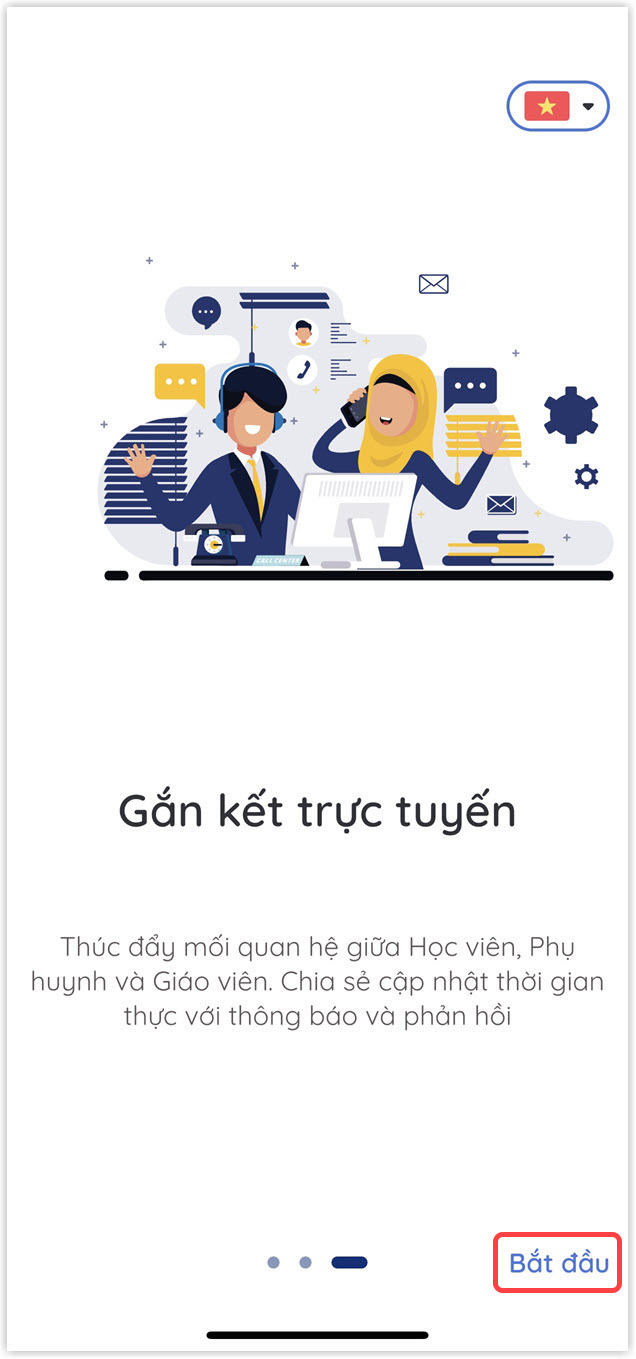 CALL CENTER
Gắn kết trực tuyến
Thúc đẩy mối quan hệ giữa Học viên, Phụ
huynh và Giáo viên. Chia sẻ cập nhật thời gian
thực với thông báo và phản hồi
Bắt đầu